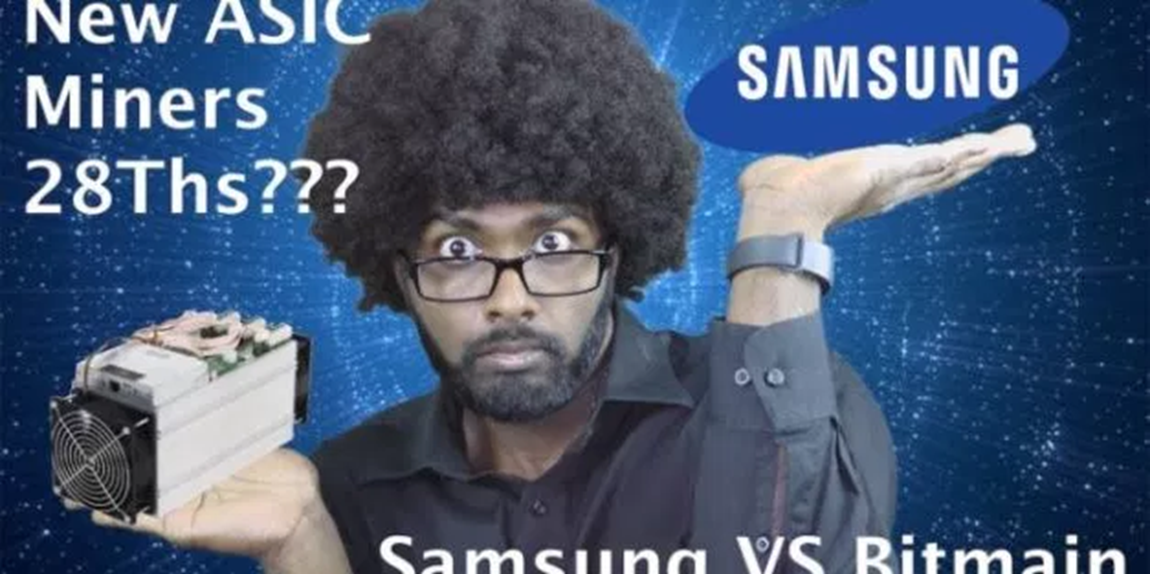 New ASIC
Miners
28Ths???
SAMSUNG
Samsung VS Bitmain